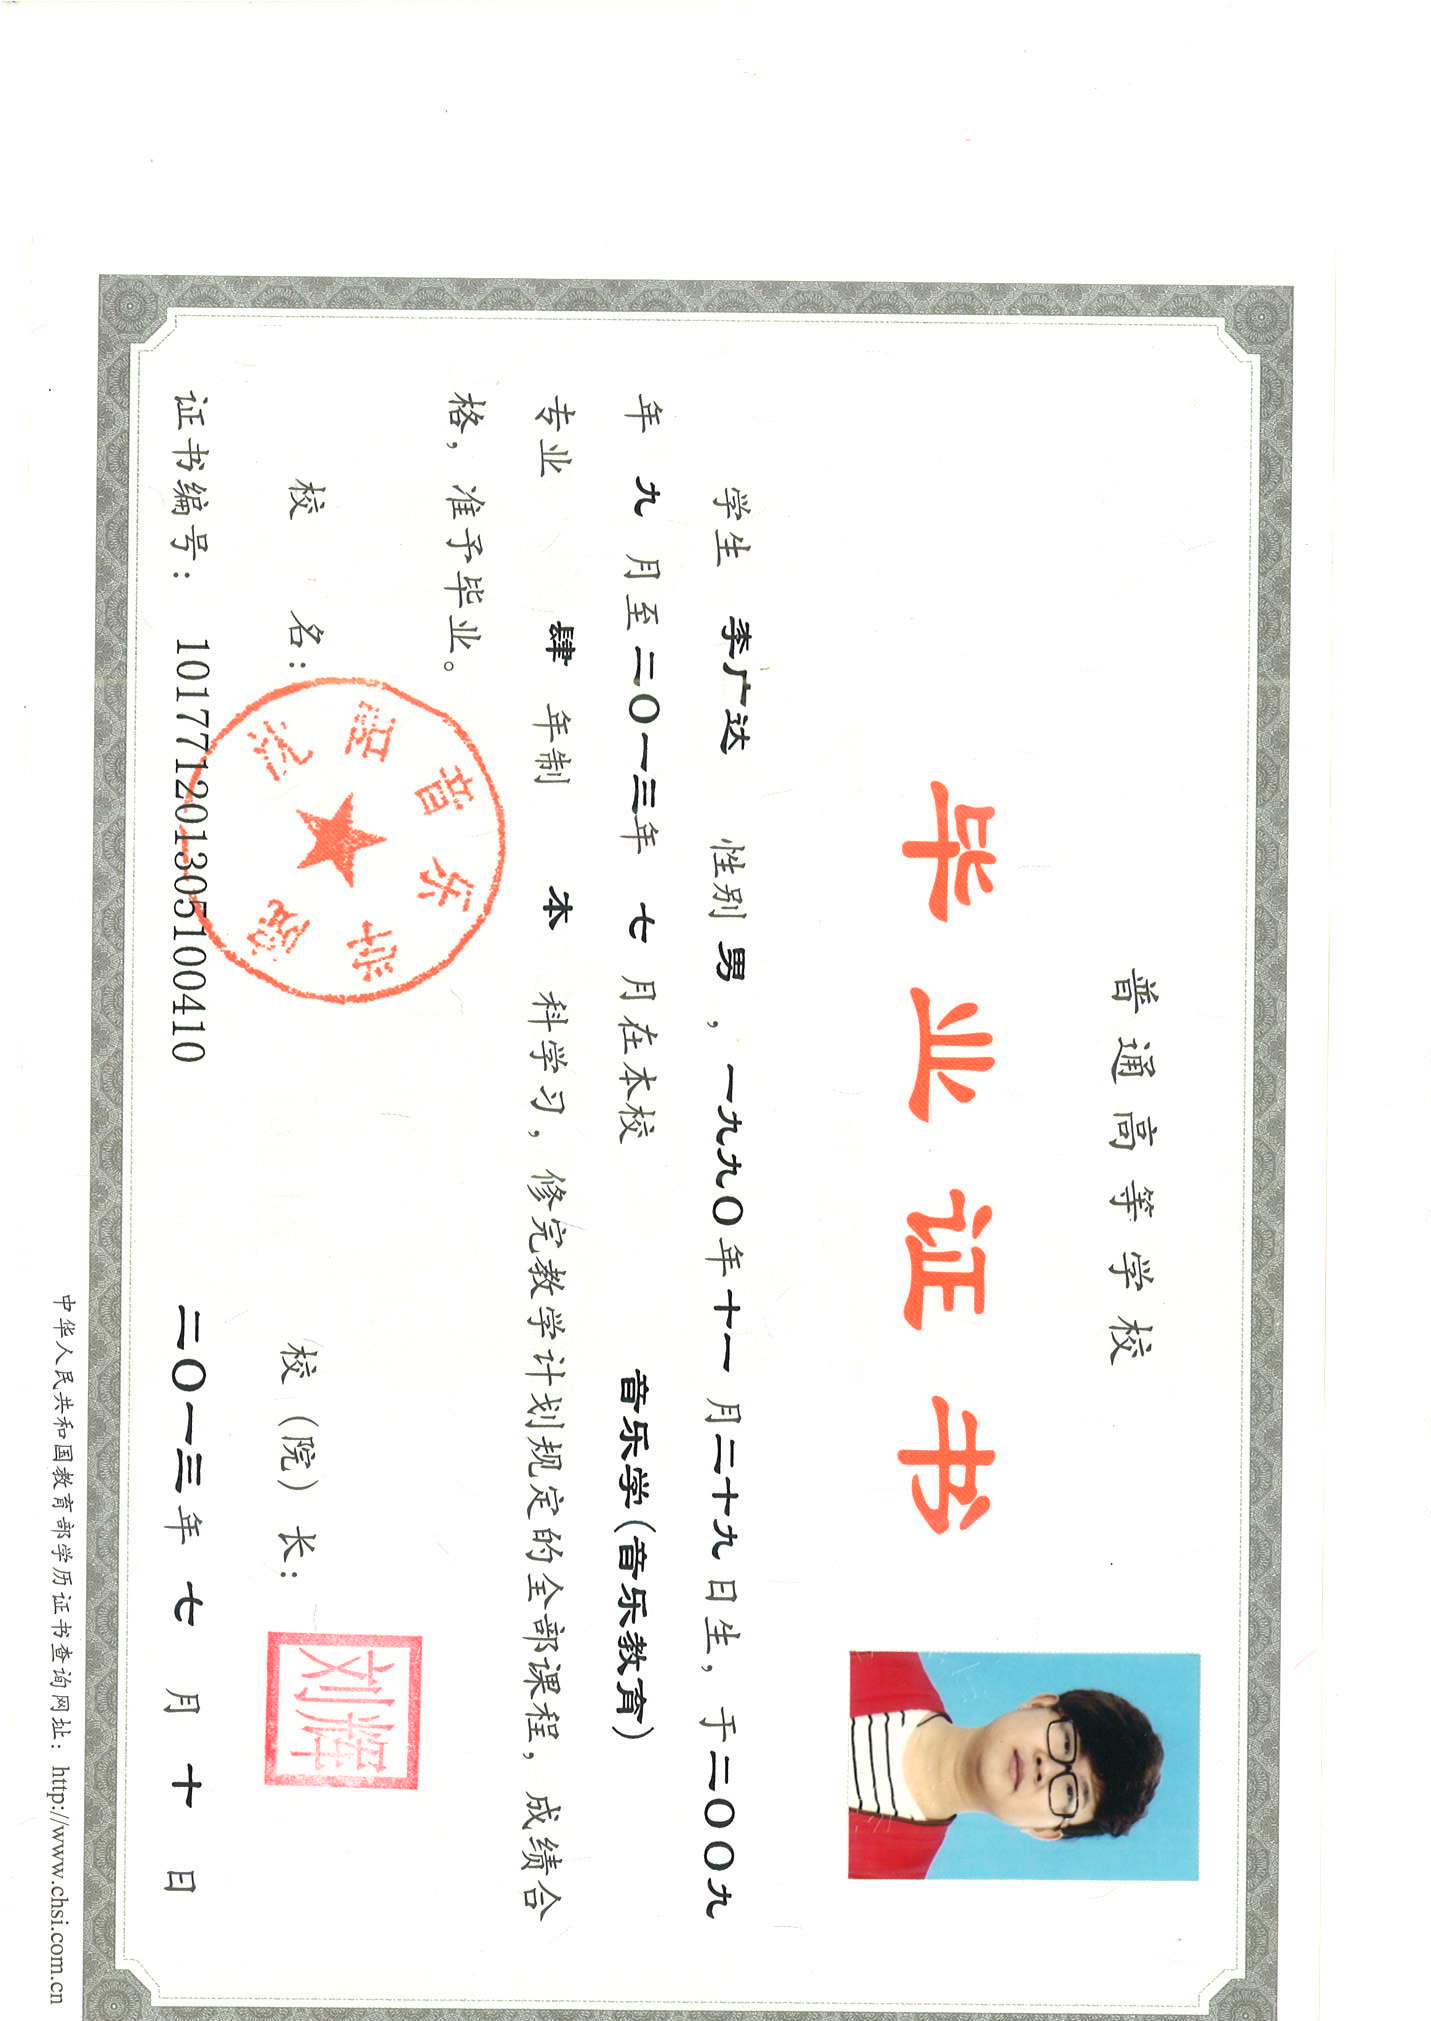 普通高等学校
毕业证书
学生 李广达 性别 男 ，一九九〇年十一月二十九日生，于二〇〇九
年 九 月至二〇一三年 七 月在本校 音乐学(音乐教育)
专业 肆 年制 本 科学习，修完教学计划规定的全部课程，成绩合
格，准予毕业。
校 名： 校（院）长：
沈阳音乐学院
刘辉
证书编号： 101771201305100410 二〇一三年 七 月 十 日
中华人民共和国教育部学历证书查询网址：http://www.chsi.com.cn